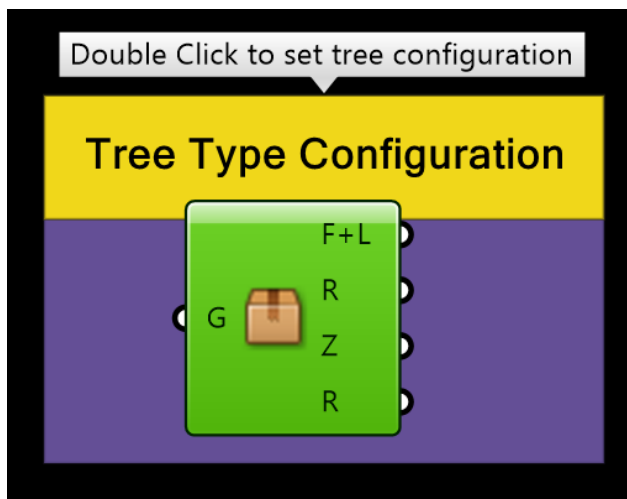 Double Click to set tree configuration
Tree Type Configuration
F+L
R
G
Z
R